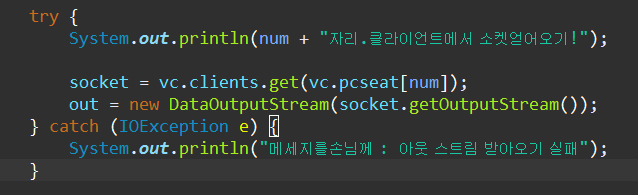 try {
System.out.println(num + "자리.클라이언트에서 소켓얻어오기!");
socket = vc.clients.get(vc.pcseat[num]);
out = new DataOutputStream(socket.getOutputStream());
} catch (IOException e) {
System.out.println("메세지를손님께 : 아웃 스트림 받아오기 실패");
}